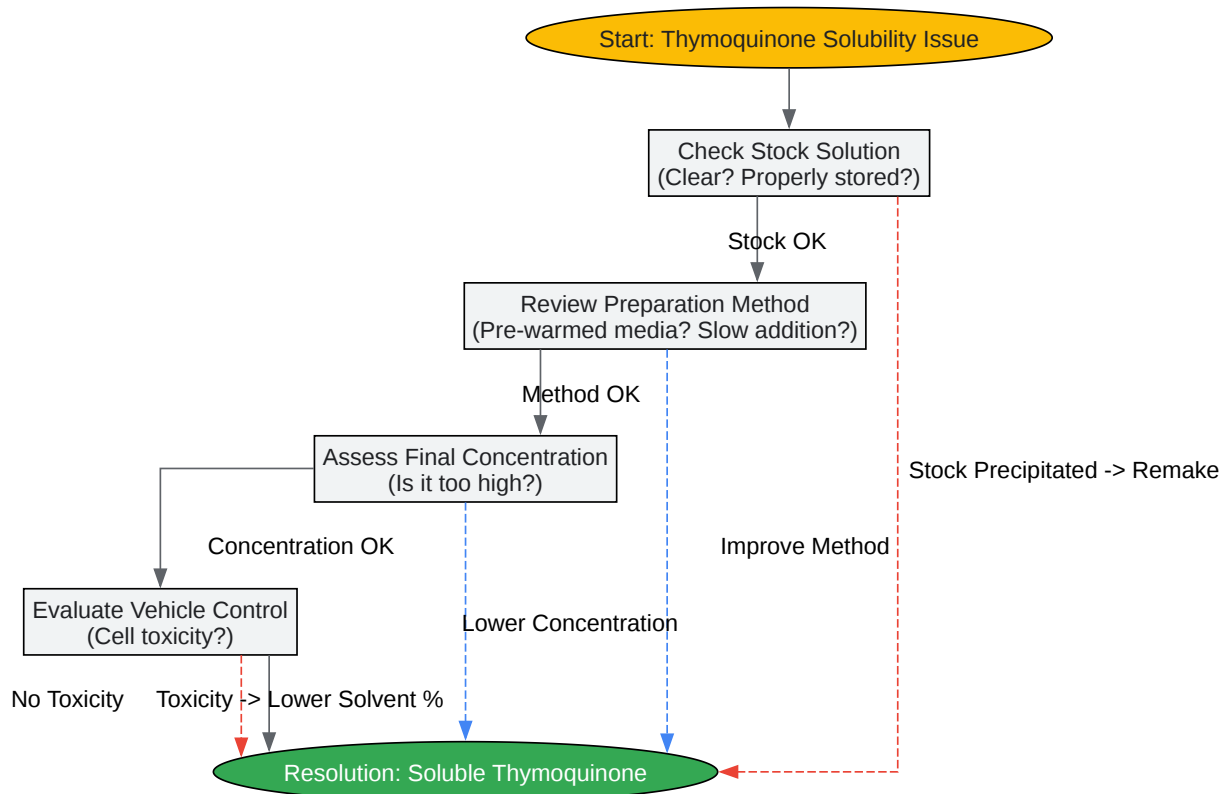 Start: Thymoquinone Solubility Issue
Check Stock Solution
(Clear? Properly stored?)
Stock OK
Review Preparation Method
(Pre-warmed media? Slow addition?)
Method OK
Assess Final Concentration
(Is it too high?)
Stock Precipitated -> Remake
Concentration OK
Improve Method
Evaluate Vehicle Control
(Cell toxicity?)
Lower Concentration
No Toxicity
Toxicity -> Lower Solvent %
Resolution: Soluble Thymoquinone